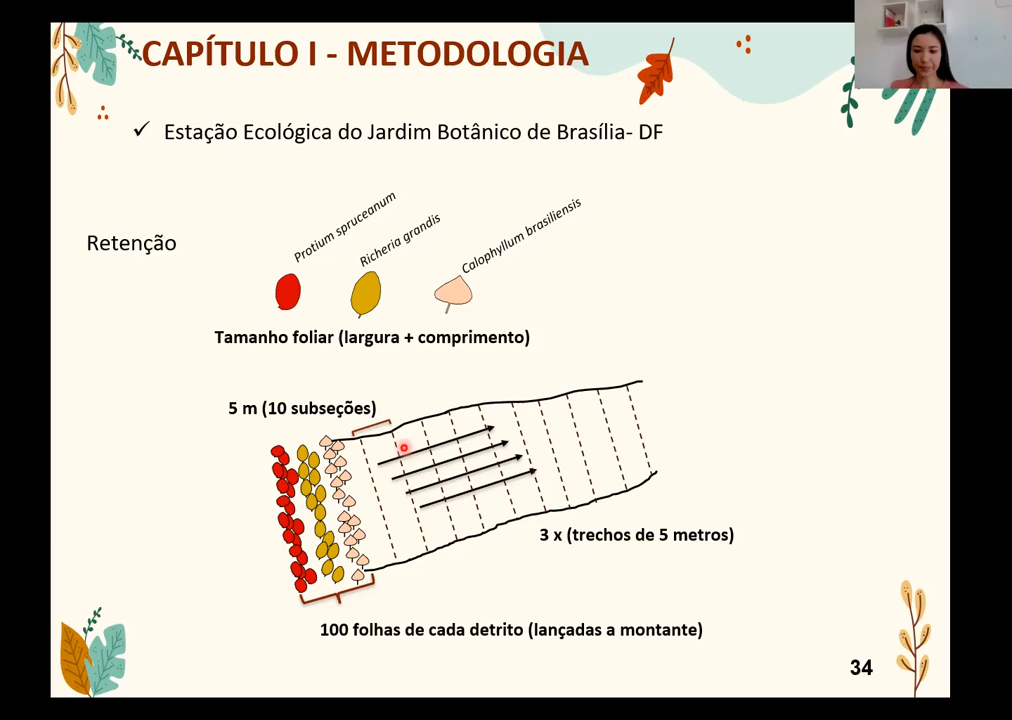 CAPÍTULO I - METODOLOGIA
✓ Estação Ecológica do Jardim Botânico de Brasília- DF
Retenção
Protium spruceanum
Richeria grandis
Calophyllum brasiliensis
Tamanho foliar (largura + comprimento)
5 m (10 subseções)
3 x (trechos de 5 metros)
100 folhas de cada detrito (lançadas a montante)
34